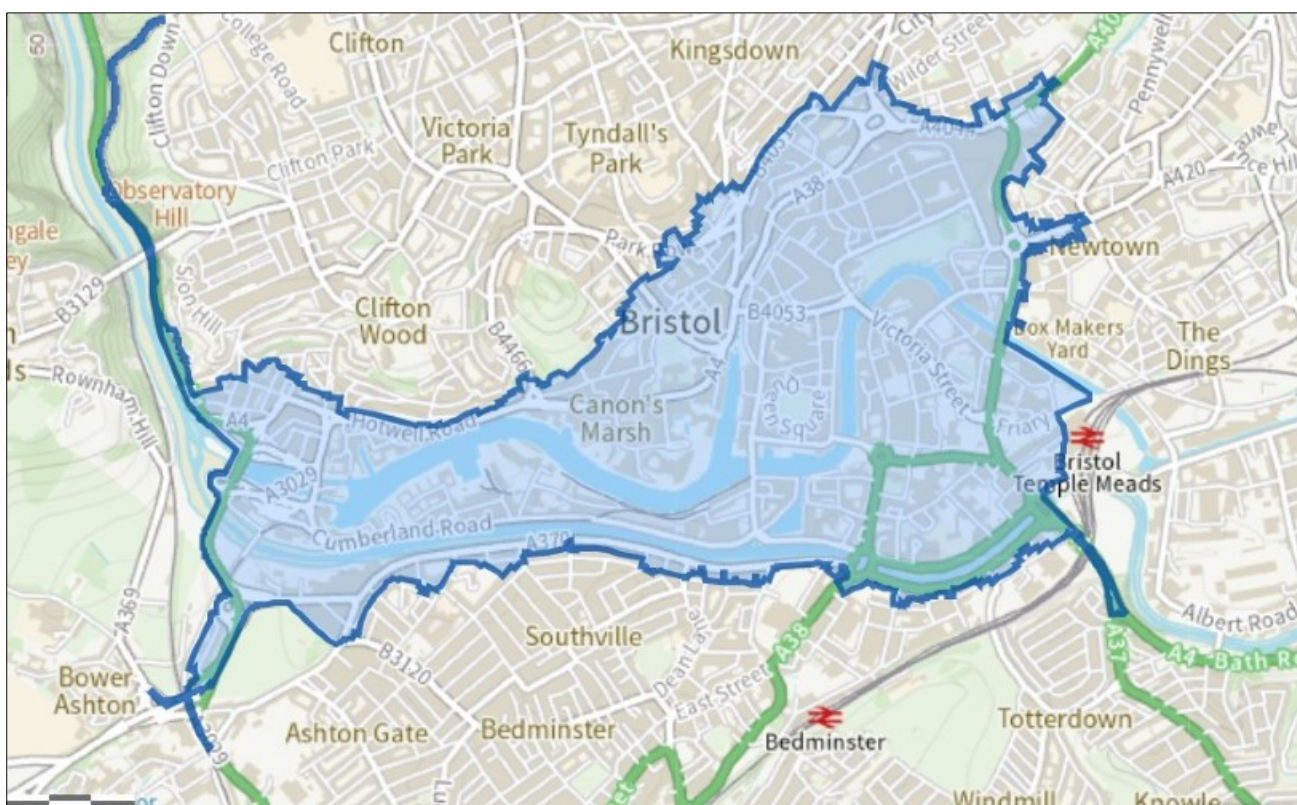 50
Clifton Down
College Road
Clifton
Kingsdown
Wilder Street
Pennywell
Victoria
Park
Tyndall's
Park
Clifton Park
A4044
A38
A420
Observatory
Hill
Park Row
Newtown
Sion Hill
B3129
Clifton
Wood
B4466
Bristol
B4053
Victoria Street
Box Makers
Yard
The
Dings
Rownham Hill
A4
A4
Hotwell Road
Canon's
Marsh
Queen
Square
Friary
Bristol
Temple Meads
A3029
Cumberland Road
A370
A369
Southville
Dean Lane
A38
Albert Road
B3120
East Street
A37
A4
Bath
Bower
Ashton
Ashton Gate
Bedminster
Bedminster
Totterdown
Windmill
Knowle